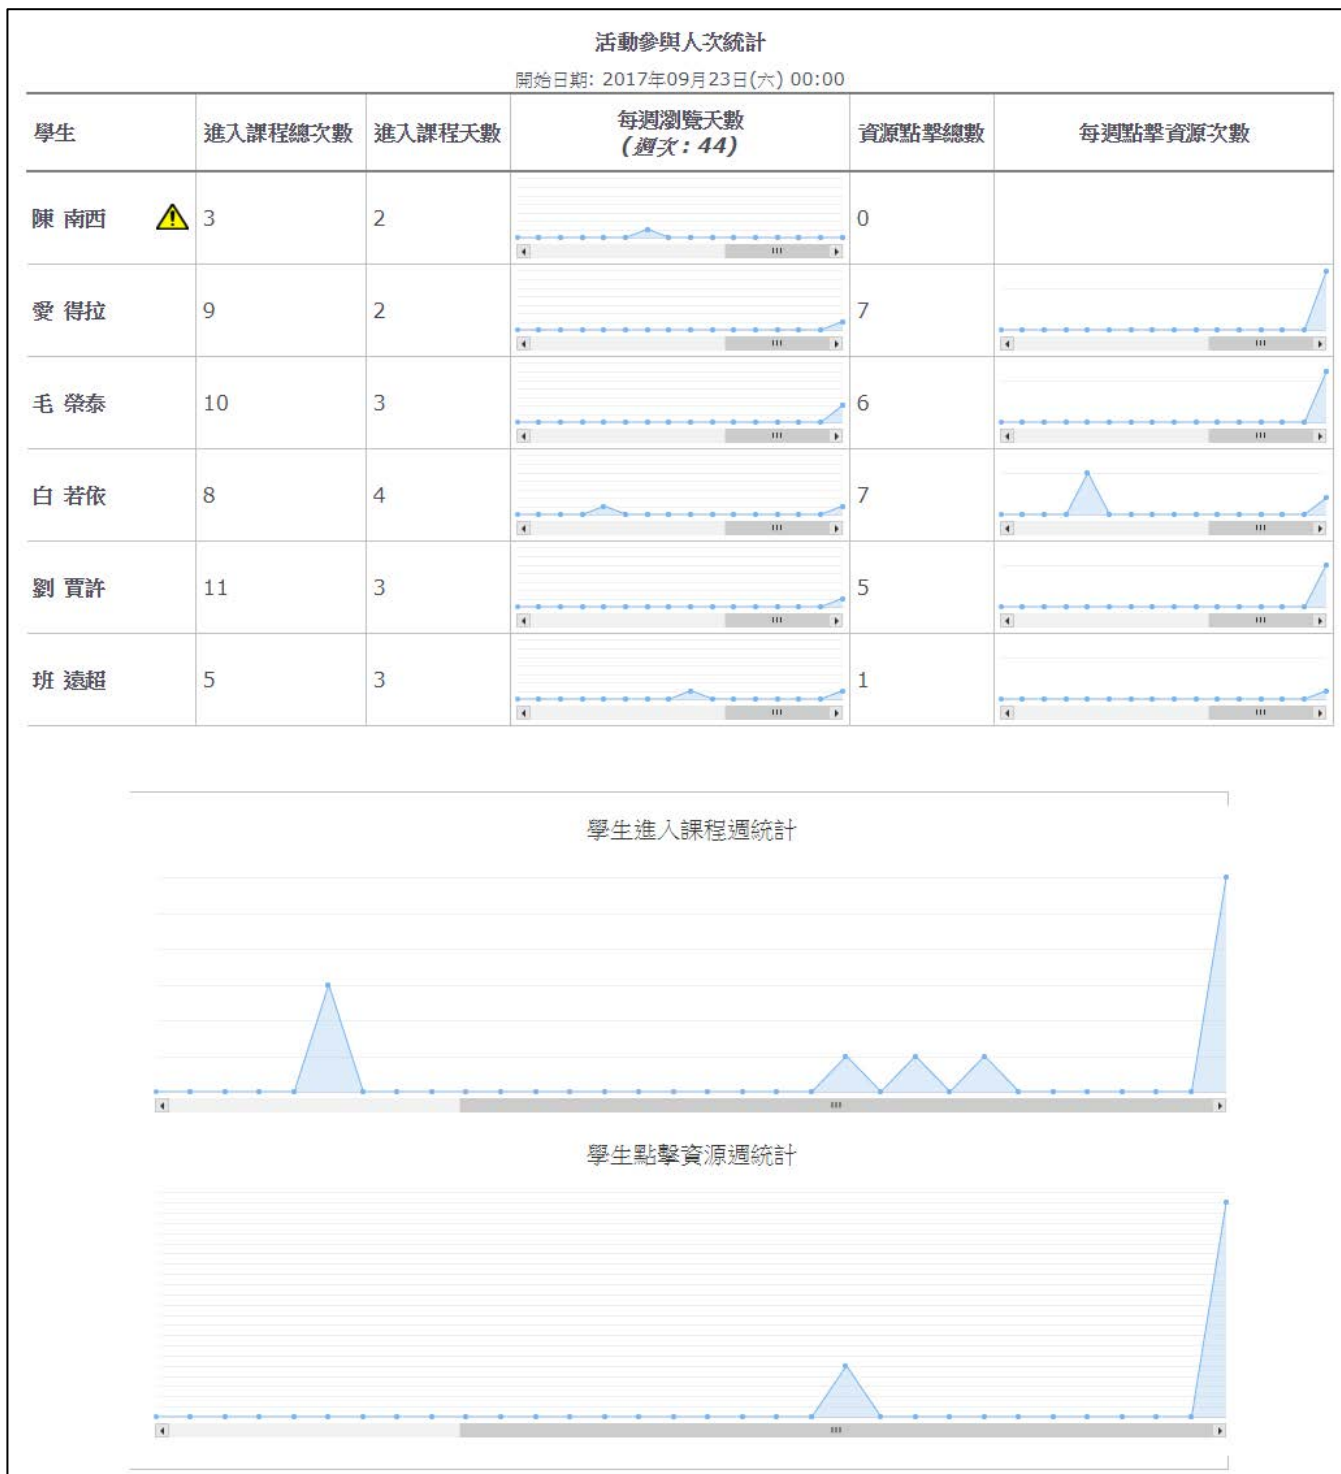 活動參與人次統計
開始日期: 2017年09月23日(六) 00:00
學生 進入課程總次數 進入課程天數 每週瀏覽天數 (週次 : 44) 資源點擊總數 每週點擊資源次數
陳 南西 3 2 0
愛 得拉 9 2 7
毛 榮泰 10 3 6
白 若依 8 4 7
劉 賈許 11 3 5
班 遠超 5 3 1
學生進入課程週統計
學生點擊資源週統計